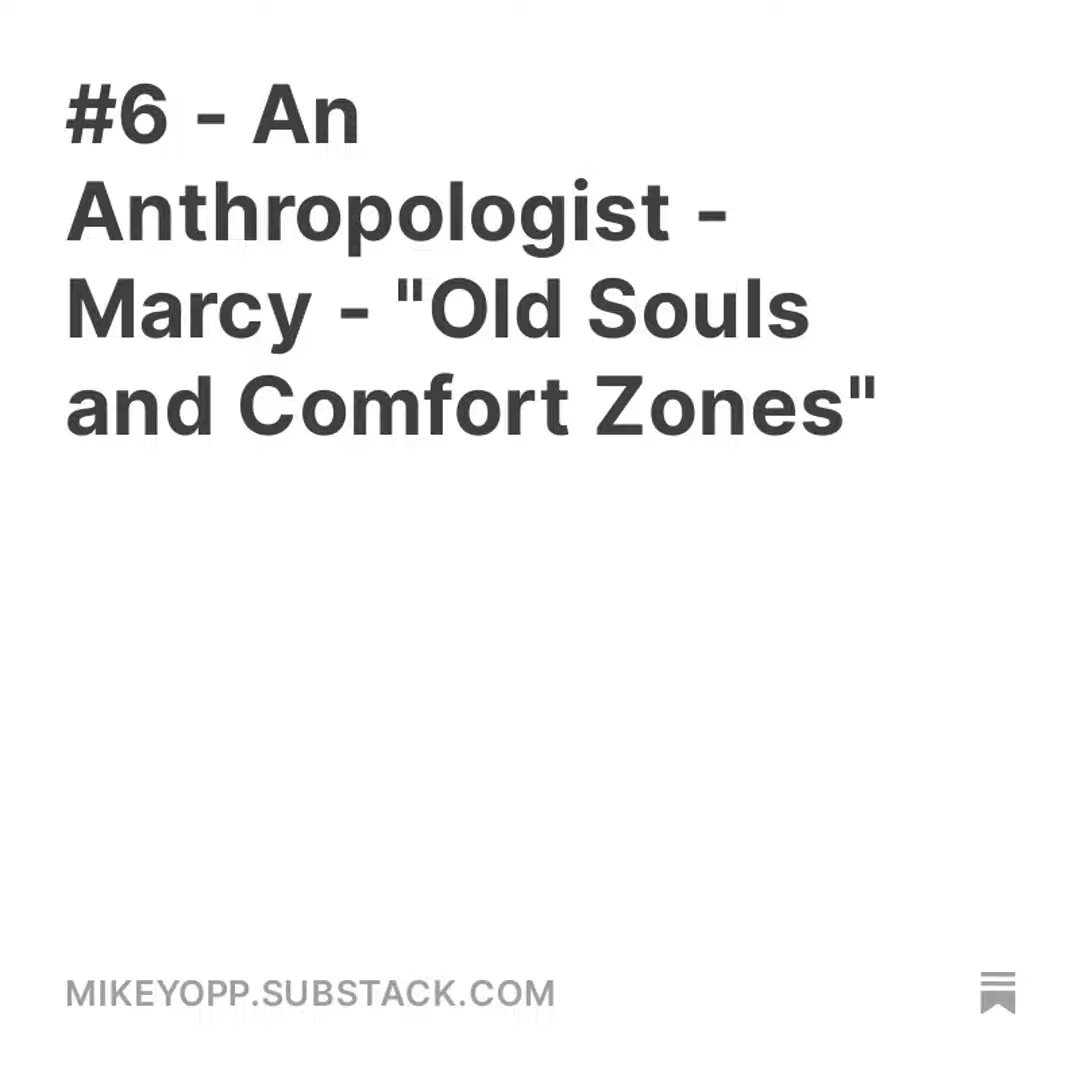 #6 - An
Anthropologist -
Marcy - "Old Souls
and Comfort Zones"
MIKEYOPP.SUBSTACK.COM